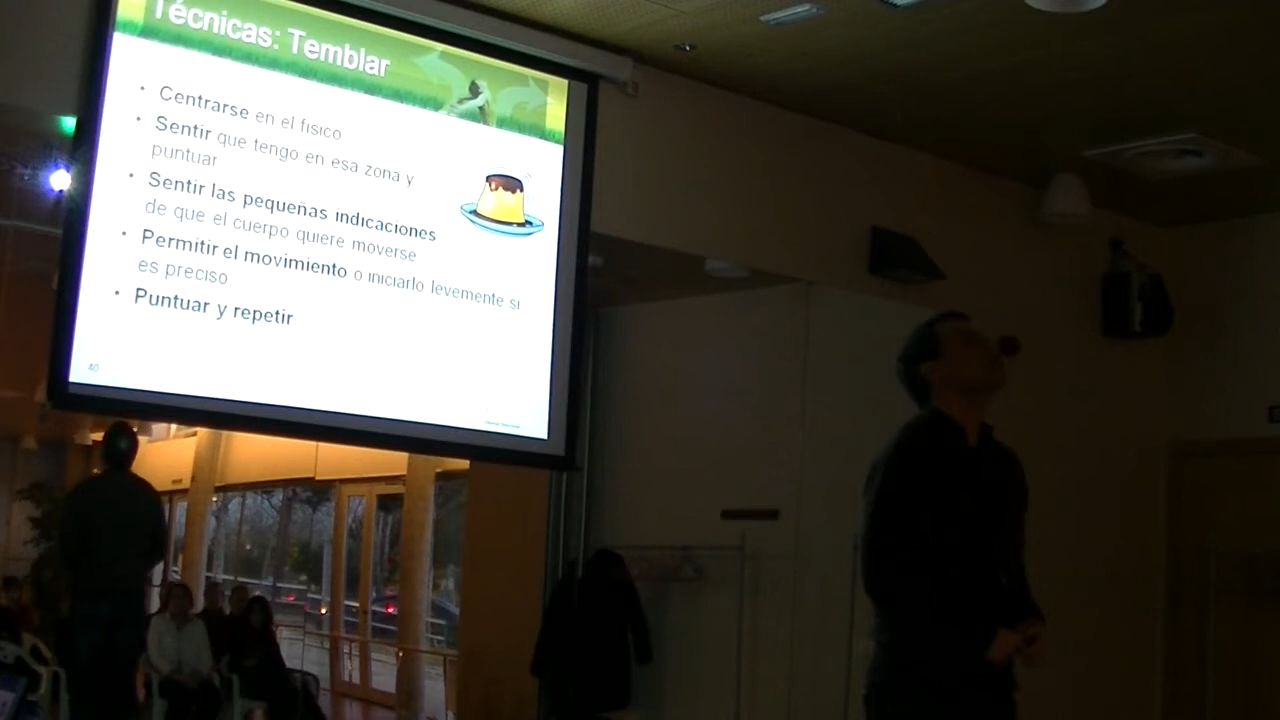 Técnicas: Temblar
• Centrarse en el fisico
• Sentir que tengo en esa zona y
puntuar
• Sentir las pequeñas indicaciones
de que el cuerpo quiere moverse
• Permitir el movimiento o iniciarlo levemente si
es preciso
• Puntuar y repetir
40